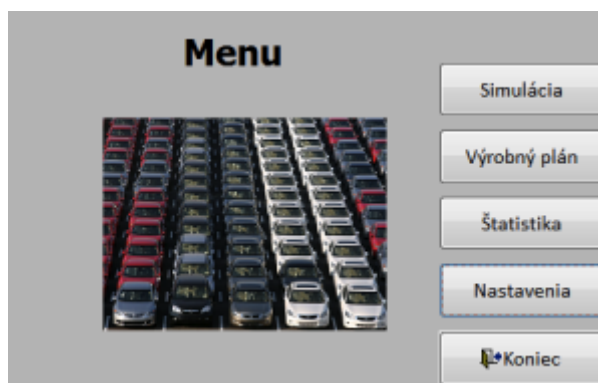 Menu
Simulácia
Výrobný plán
Štatistika
Nastavenia
Koniec